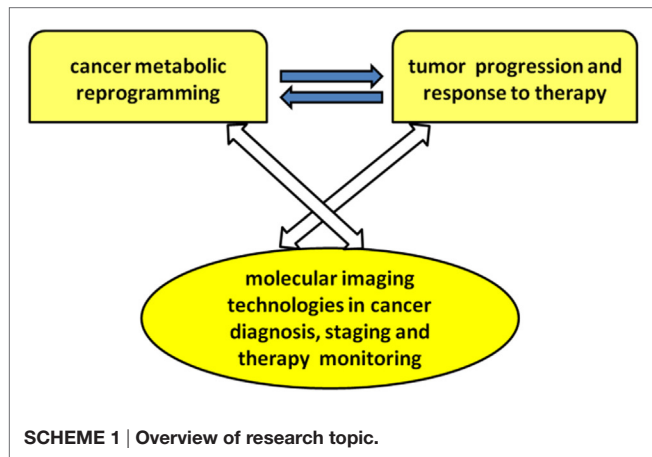 cancer metabolic
reprogramming
tumor progression and
response to therapy
molecular imaging
technologies in cancer
diagnosis, staging and
therapy monitoring
SCHEME 1 | Overview of research topic.